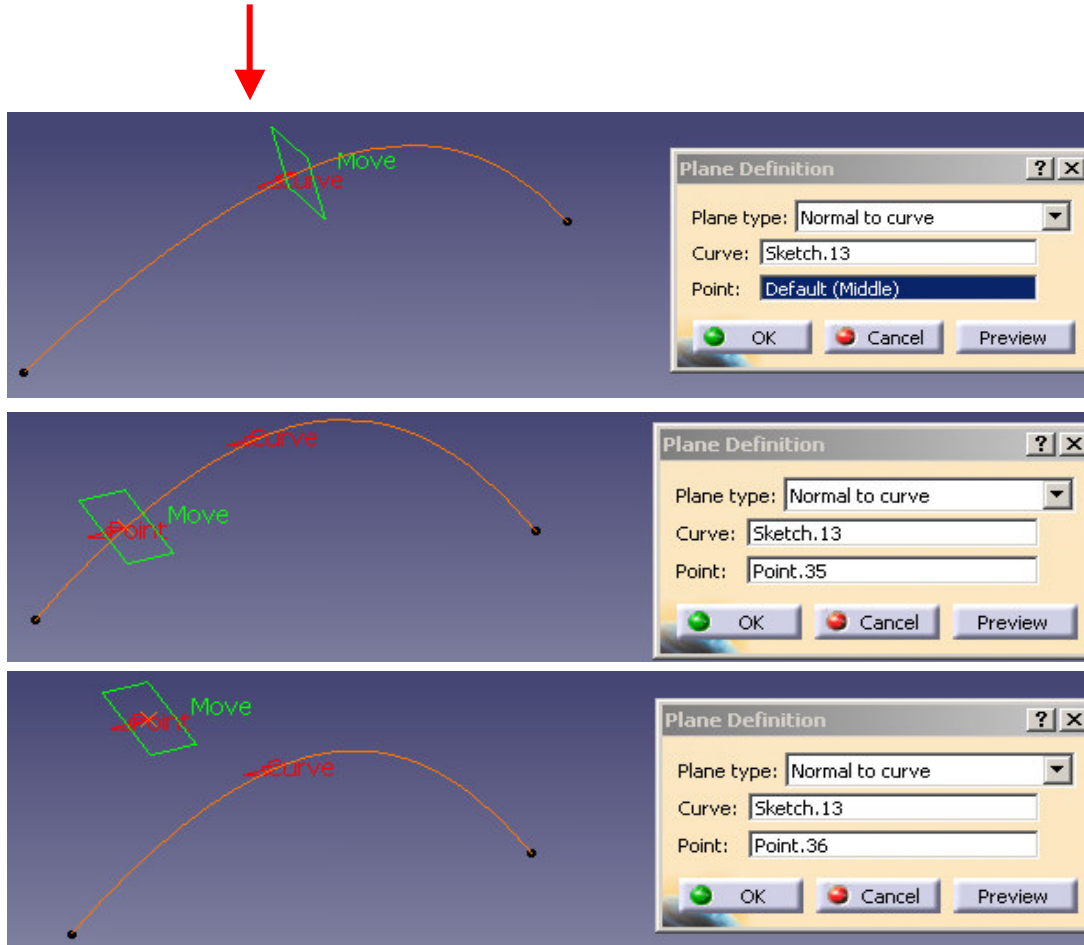 Move
Curve
Plane Definition
?
×
Plane type: Normal to curve
Curve: Sketch.13
Point: Default (Middle)
OK Cancel Preview
Curve
Move
Point
Plane Definition
?
×
Plane type: Normal to curve
Curve: Sketch.13
Point: Point.35
OK Cancel Preview
Move
Point
Curve
Plane Definition
?
×
Plane type: Normal to curve
Curve: Sketch.13
Point: Point.36
OK Cancel Preview